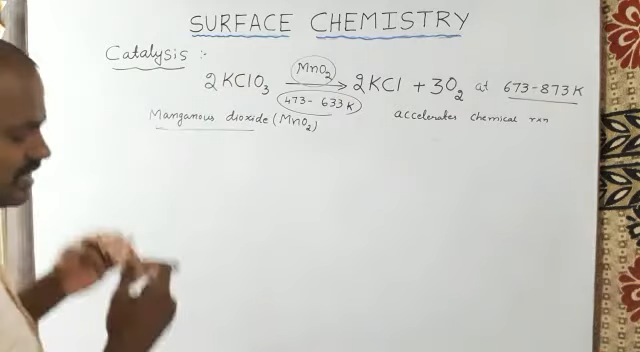 SURFACE CHEMISTRY
Catalysis :-
MnO₂
2KClO₃ → 2KCl + 3O₂ at 673-873K
473-633K
Manganous dioxide (MnO₂) accelerates chemical rxn